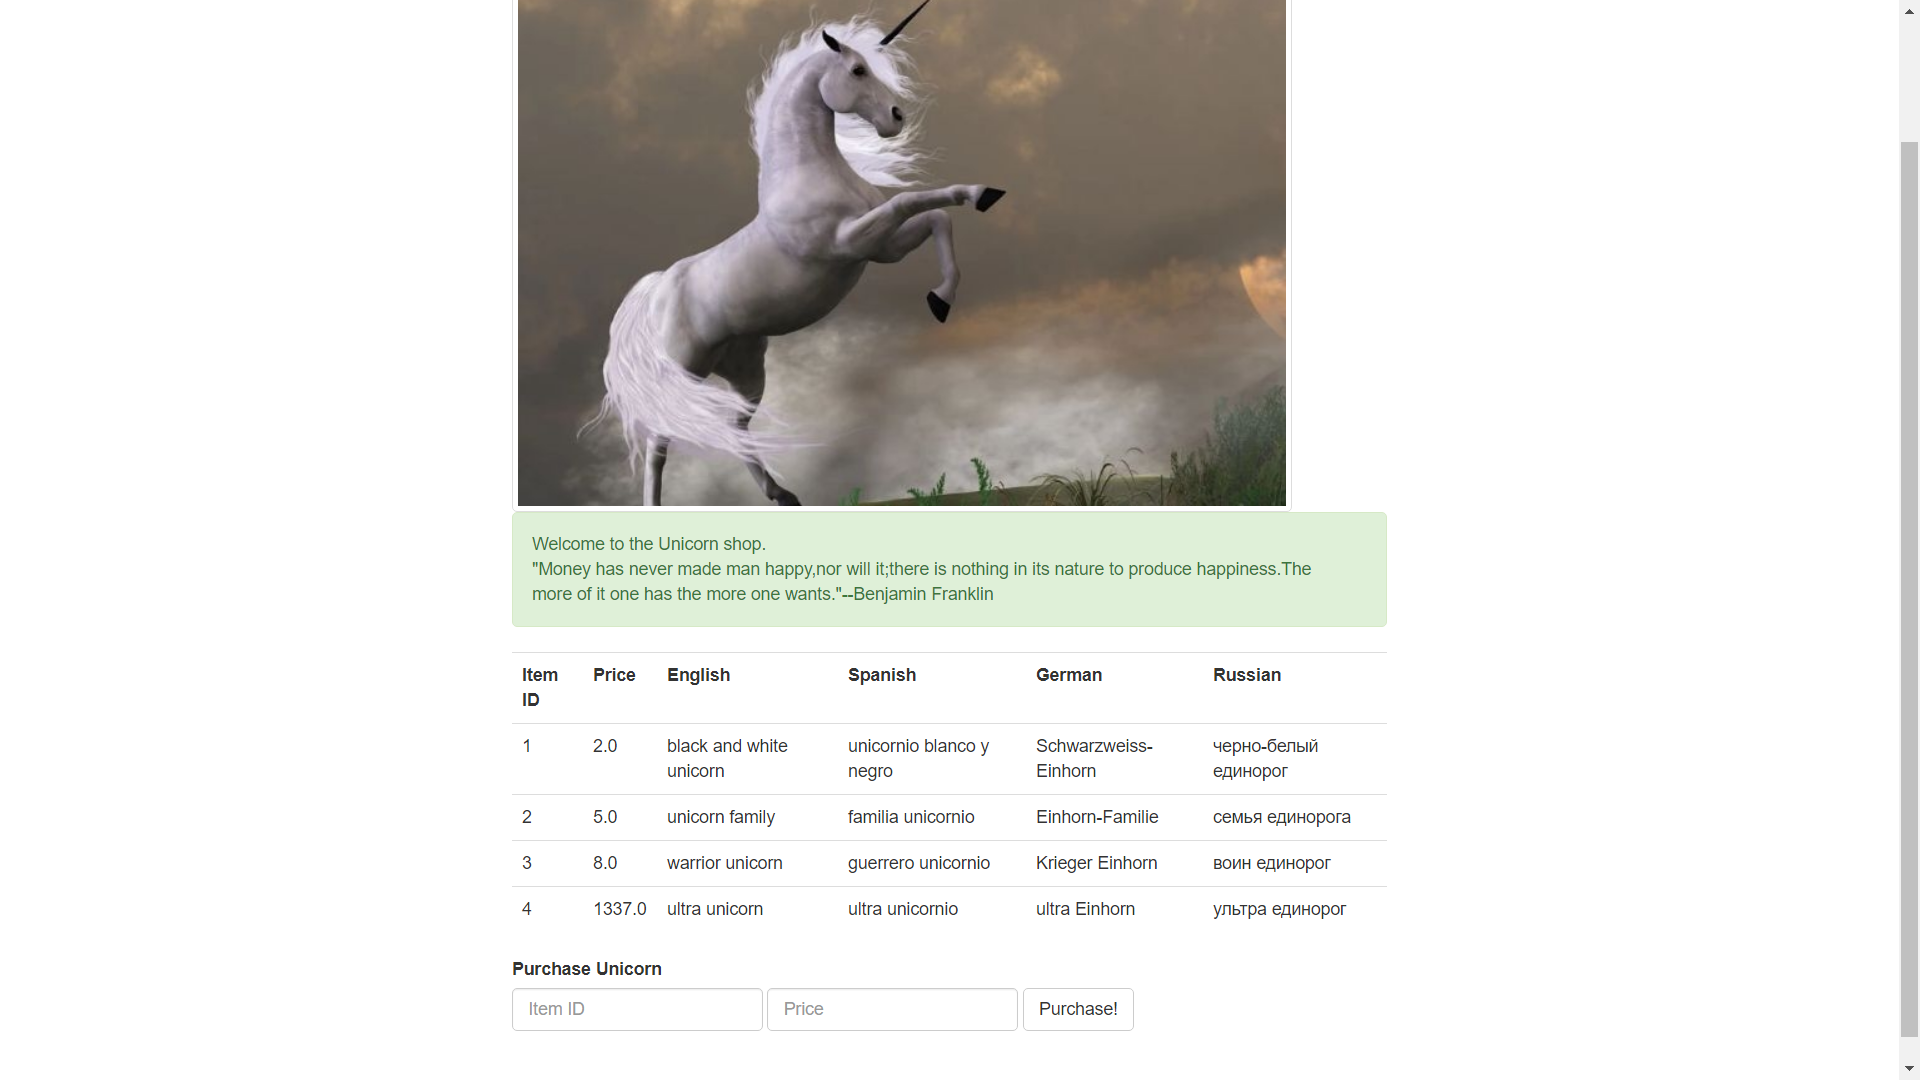 Welcome to the Unicorn shop.
"Money has never made man happy,nor will it;there is nothing in its nature to produce happiness.The
more of it one has the more one wants."--Benjamin Franklin
Item ID Price English Spanish German Russian
1 2.0 black and white unicorn unicornio blanco y negro Schwarzweiss-Einhorn черно-белый единорог
2 5.0 unicorn family familia unicornio Einhorn-Familie семья единорога
3 8.0 warrior unicorn guerrero unicornio Krieger Einhorn воин единорог
4 1337.0 ultra unicorn ultra unicornio ultra Einhorn ультра единорог
Purchase Unicorn
Item ID Price Purchase!